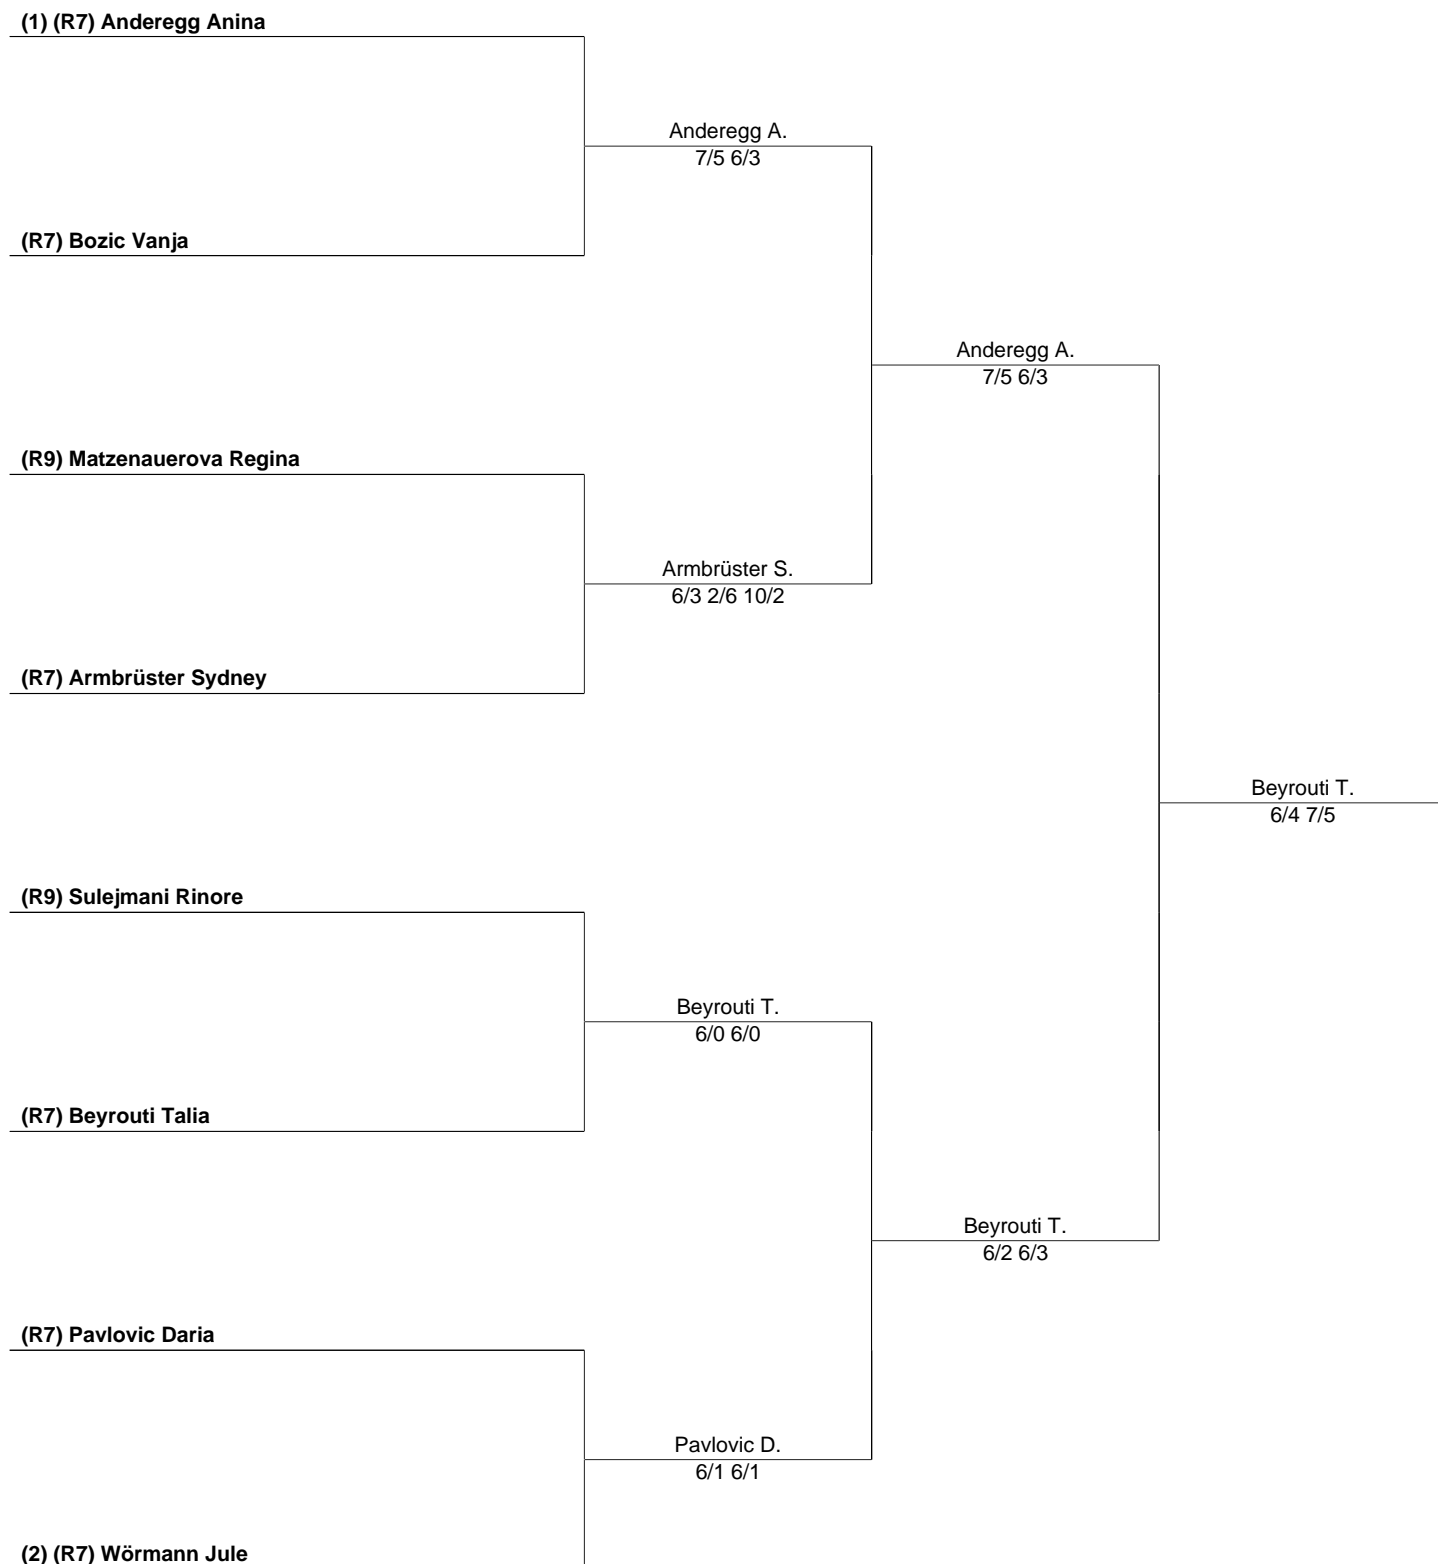 (1) (R7) Anderegg Anina
Anderegg A.
7/5 6/3
(R7) Bozic Vanja
Anderegg A.
7/5 6/3
(R9) Matzenauerova Regina
Armbrüster S.
6/3 2/6 10/2
(R7) Armbrüster Sydney
Beyrouti T.
6/4 7/5
(R9) Sulejmani Rinore
Beyrouti T.
6/0 6/0
(R7) Beyrouti Talia
Beyrouti T.
6/2 6/3
(R7) Pavlovic Daria
Pavlovic D.
6/1 6/1
(2) (R7) Wörmann Jule